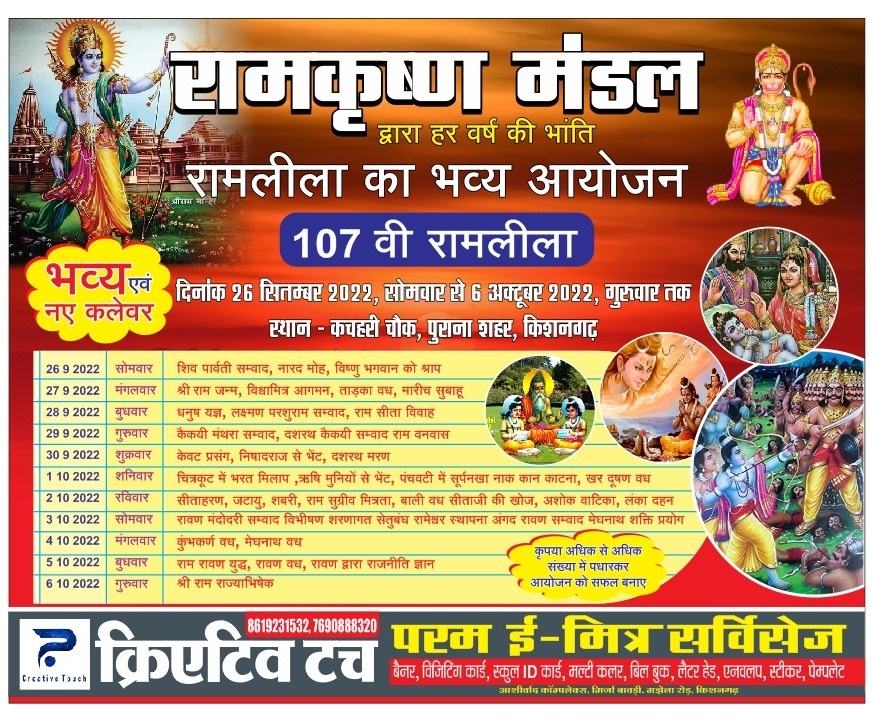 रामकृष्ण मंडल
द्वारा हर वर्ष की भांति
रामलीला का भव्य आयोजन
107 वी रामलीला
श्रीराम मन्दिर
भव्य एवं
नए कलेवर
दिनांक 26 सितम्बर 2022, सोमवार से 6 अक्टूबर 2022, गुरूवार तक
स्थान - कचहरी चौक, पुराना शहर, किशनगढ़
26 9 2022 सोमवार शिव पार्वती सम्वाद, नारद मोह, विष्णु भगवान को श्राप
27 9 2022 मंगलवार श्री राम जन्म, विश्वामित्र आगमन, ताड़का वध, मारीच सुबाहू
28 9 2022 बुधवार धनुष यज्ञ, लक्ष्मण परशुराम सम्वाद, राम सीता विवाह
29 9 2022 गुरुवार कैकयी मंथरा सम्वाद, दशरथ कैकयी सम्वाद राम वनवास
30 9 2022 शुक्रवार केवट प्रसंग, निषादराज से भेंट, दशरथ मरण
1 10 2022 शनिवार चित्रकूट में भरत मिलाप ,ऋषि मुनियों से भेंट, पंचवटी में सूर्पनखा नाक कान काटना, खर दूषण वध
2 10 2022 रविवार सीताहरण, जटायु, शबरी, राम सुग्रीव मित्रता, बाली वध सीताजी की खोज, अशोक वाटिका, लंका दहन
3 10 2022 सोमवार रावण मंदोदरी सम्वाद विभीषण शरणागत सेतुबंध रामेश्वर स्थापना अंगद रावण सम्वाद मेघनाथ शक्ति प्रयोग
4 10 2022 मंगलवार कुंभकर्ण वध, मेघनाथ वध
5 10 2022 बुधवार राम रावण युद्ध, रावण वध, रावण द्वारा राजनीति ज्ञान
6 10 2022 गुरुवार श्री राम राज्याभिषेक
कृपया अधिक से अधिक
संख्या में पधारकर
आयोजन को सफल बनाए
Creative Touch
8619231532, 7690888320
क्रिएटिव टच
परम ई-मित्र सर्विसेज
बैनर, विजिटिंग कार्ड, स्कुल ID कार्ड, मल्टी कलर, बिल बुक, लैटर हेड, एनवलप, स्टीकर, पेम्पलेट
आशीर्वाद कॉम्पलेक्स, मिर्जा बावड़ी, मझेला रोड़, किशनगढ़